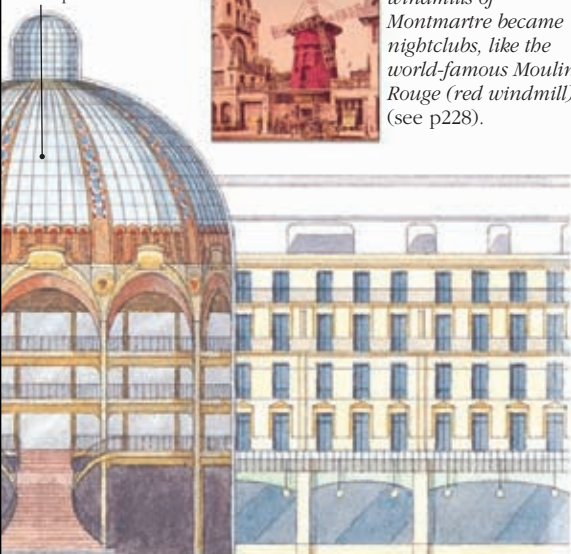 windmills of
Montmartre became
nightclubs, like the
world-famous Moulin
Rouge (red windmill)
(see p228).